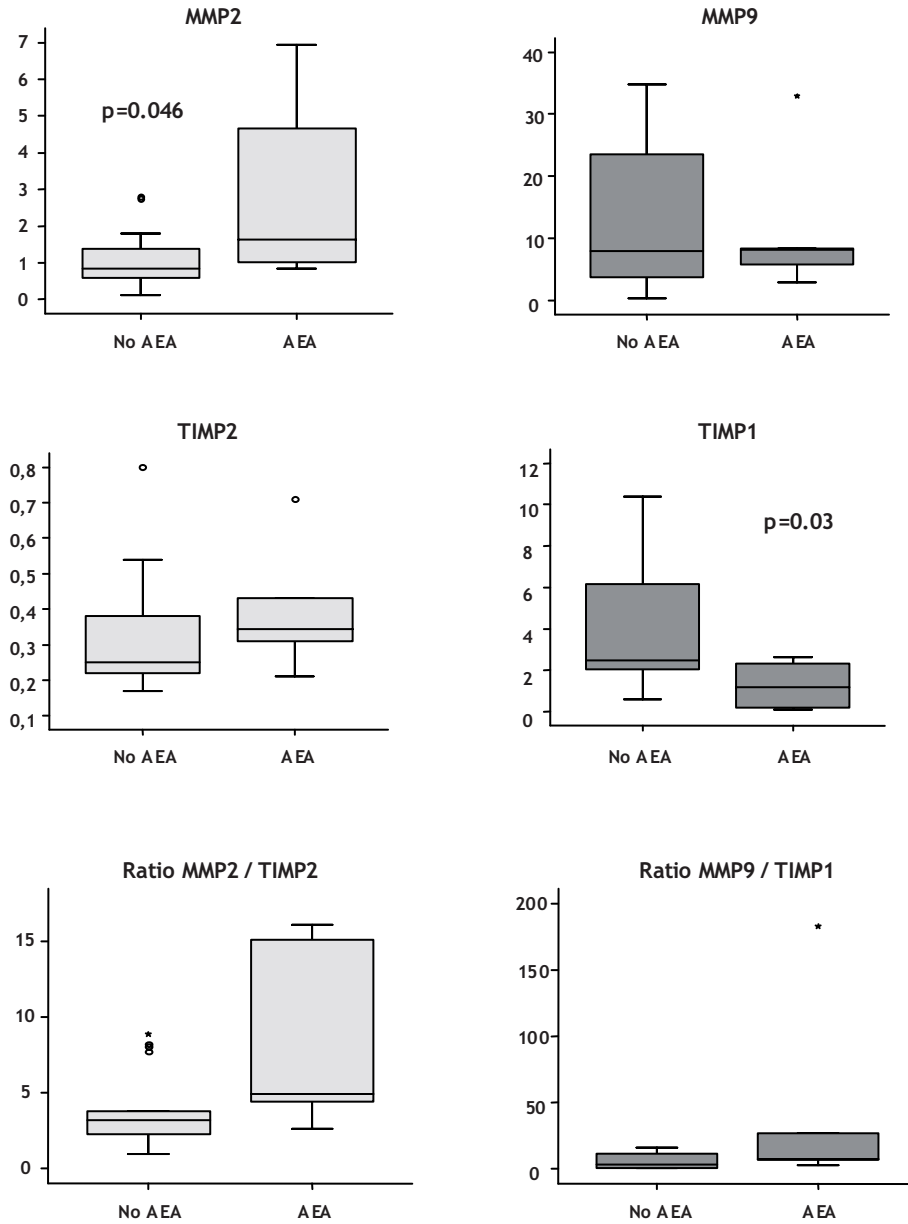 MMP2
7
6
5
4
3
2
1
0
p=0.046
No AEA
AEA
MMP9
40
30
20
10
0
No AEA
AEA
TIMP2
0,8
0,7
0,6
0,5
0,4
0,3
0,2
0,1
No AEA
AEA
TIMP1
12
10
8
6
4
2
0
p=0.03
No AEA
AEA
Ratio MMP2 / TIMP2
15
10
5
0
No AEA
AEA
Ratio MMP9 / TIMP1
200
150
100
50
0
No AEA
AEA